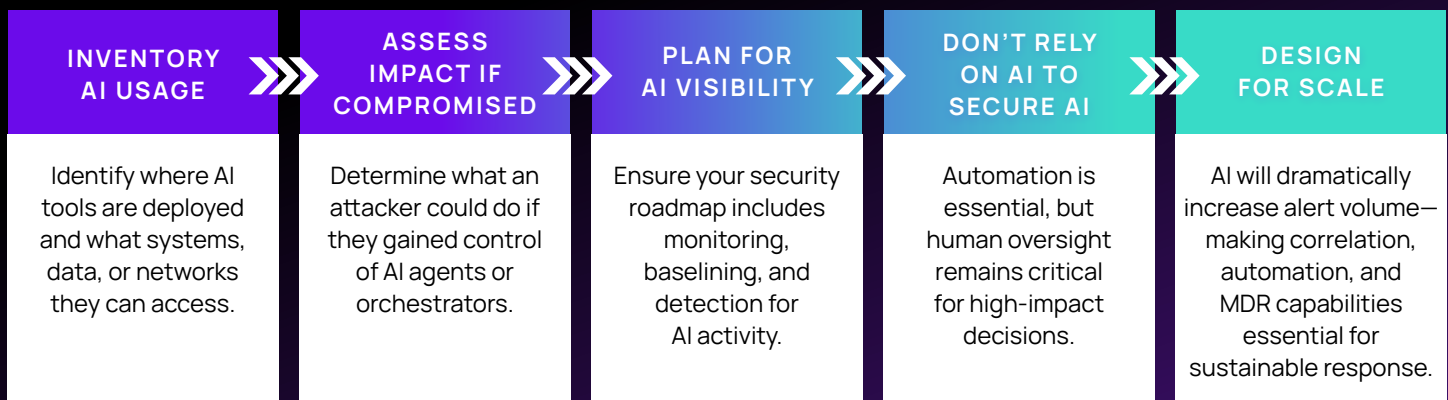 INVENTORY
AI USAGE
Identify where AI
tools are deployed
and what systems,
data, or networks
they can access.
ASSESS
IMPACT IF
COMPROMISED
Determine what an
attacker could do if
they gained control
of AI agents or
orchestrators.
PLAN FOR
AI VISIBILITY
Ensure your security
roadmap includes
monitoring,
baselining, and
detection for
AI activity.
DON’T RELY
ON AI TO
SECURE AI
Automation is
essential, but
human oversight
remains critical
for high-impact
decisions.
DESIGN
FOR SCALE
AI will dramatically
increase alert volume—
making correlation,
automation, and
MDR capabilities
essential for
sustainable response.